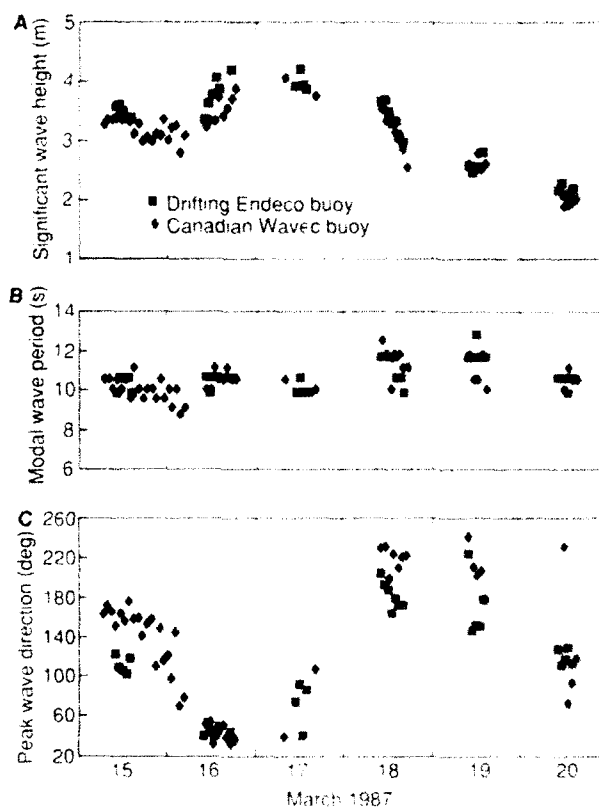 A
Significant wave height (m)
5
4
3
2
1
Drifting Endeco buoy
Canadian Wavec buoy
B
Modal wave period (s)
14
12
10
8
6
C
Peak wave direction (deg)
260
220
180
140
100
60
20
15 16 17 18 19 20
March 1987